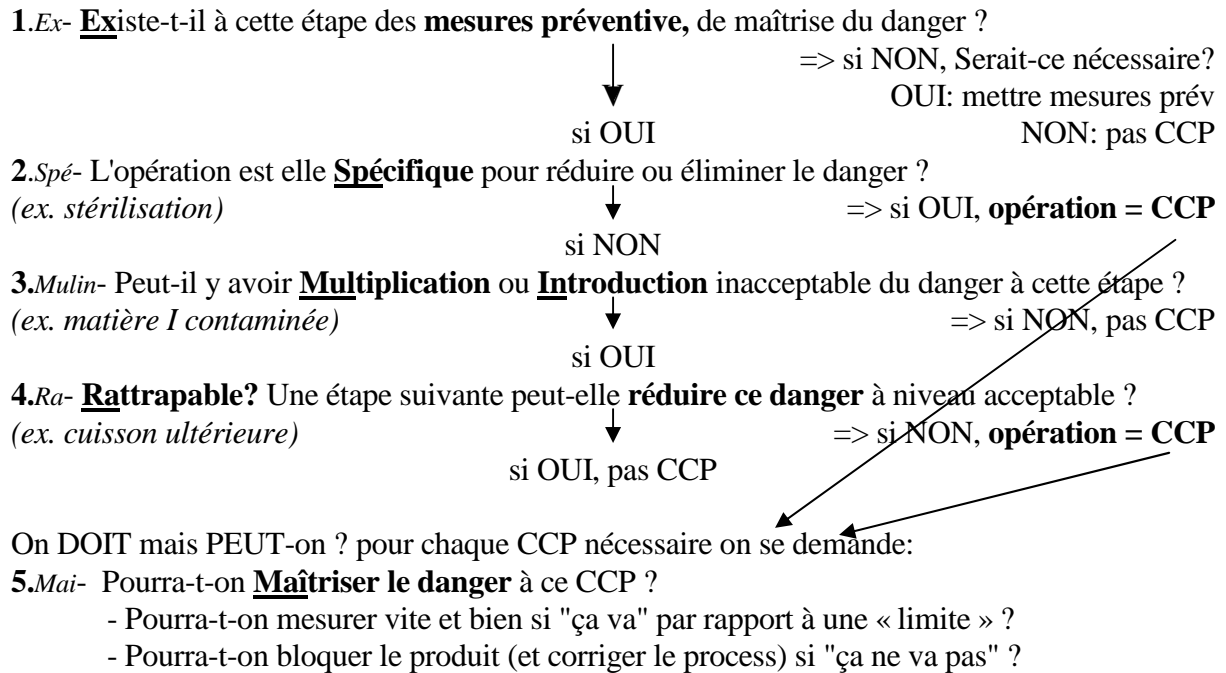 1.Ex- Existe-t-il à cette étape des mesures préventive, de maîtrise du danger ?
=> si NON, Serait-ce nécessaire?
OUI: mettre mesures prév
si OUI NON: pas CCP
2.Spé- L'opération est elle Spécifique pour réduire ou éliminer le danger ?
(ex. stérilisation) => si OUI, opération = CCP
si NON
3.Mulin- Peut-il y avoir Multiplication ou Introduction inacceptable du danger à cette étape ?
(ex. matière I contaminée) => si NON, pas CCP
si OUI
4.Ra- Rattrapable? Une étape suivante peut-elle réduire ce danger à niveau acceptable ?
(ex. cuisson ultérieure) => si NON, opération = CCP
si OUI, pas CCP
On DOIT mais PEUT-on ? pour chaque CCP nécessaire on se demande:
5.Mai- Pourra-t-on Maîtriser le danger à ce CCP ?
- Pourra-t-on mesurer vite et bien si "ça va" par rapport à une « limite » ?
- Pourra-t-on bloquer le produit (et corriger le process) si "ça ne va pas" ?